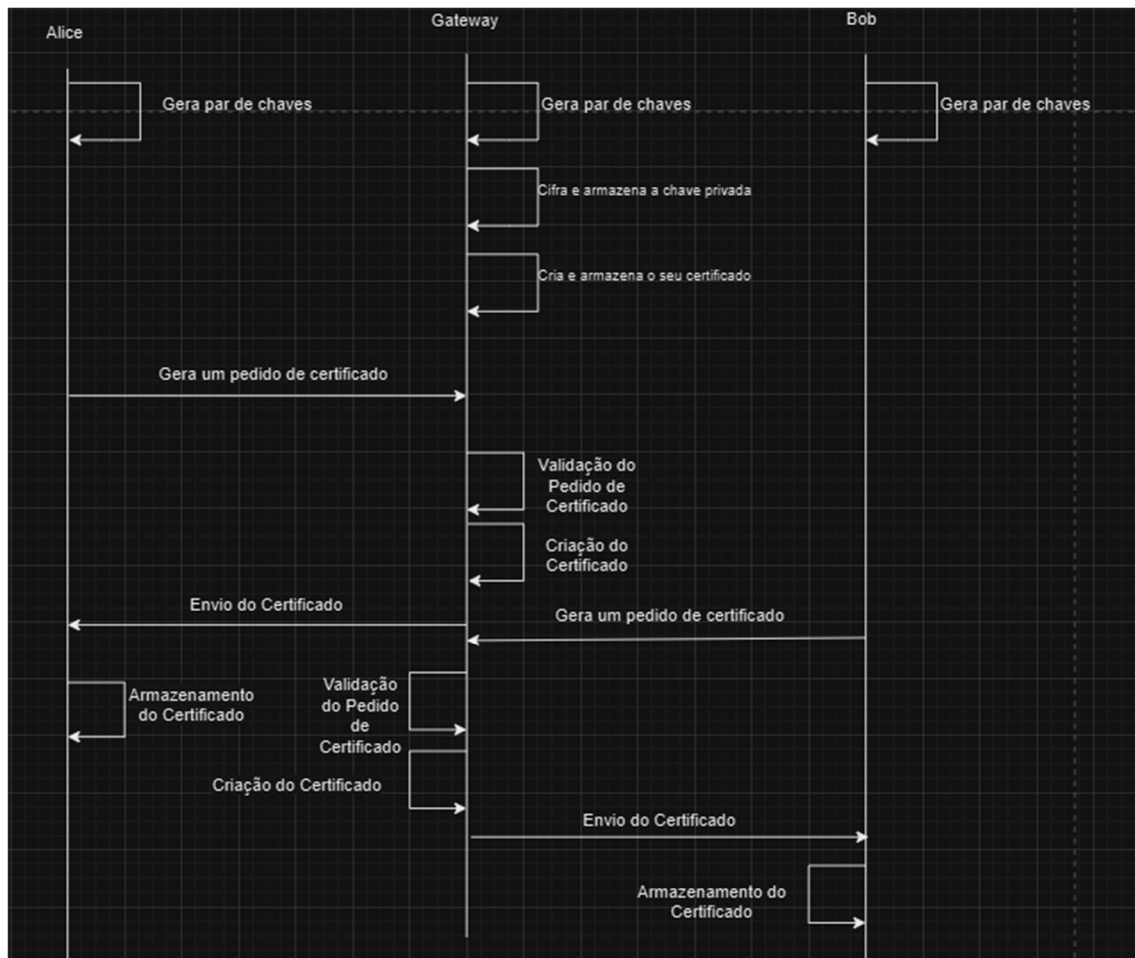 Alice
Gateway
Bob
Gera par de chaves
Gera par de chaves
Gera par de chaves
Cifra e armazena a chave privada
Cria e armazena o seu certificado
Gera um pedido de certificado
Validação do
Pedido de
Certificado
Criação do
Certificado
Envio do Certificado
Gera um pedido de certificado
Armazenamento
do Certificado
Validação
do Pedido
de
Certificado
Criação do Certificado
Envio do Certificado
Armazenamento do
Certificado